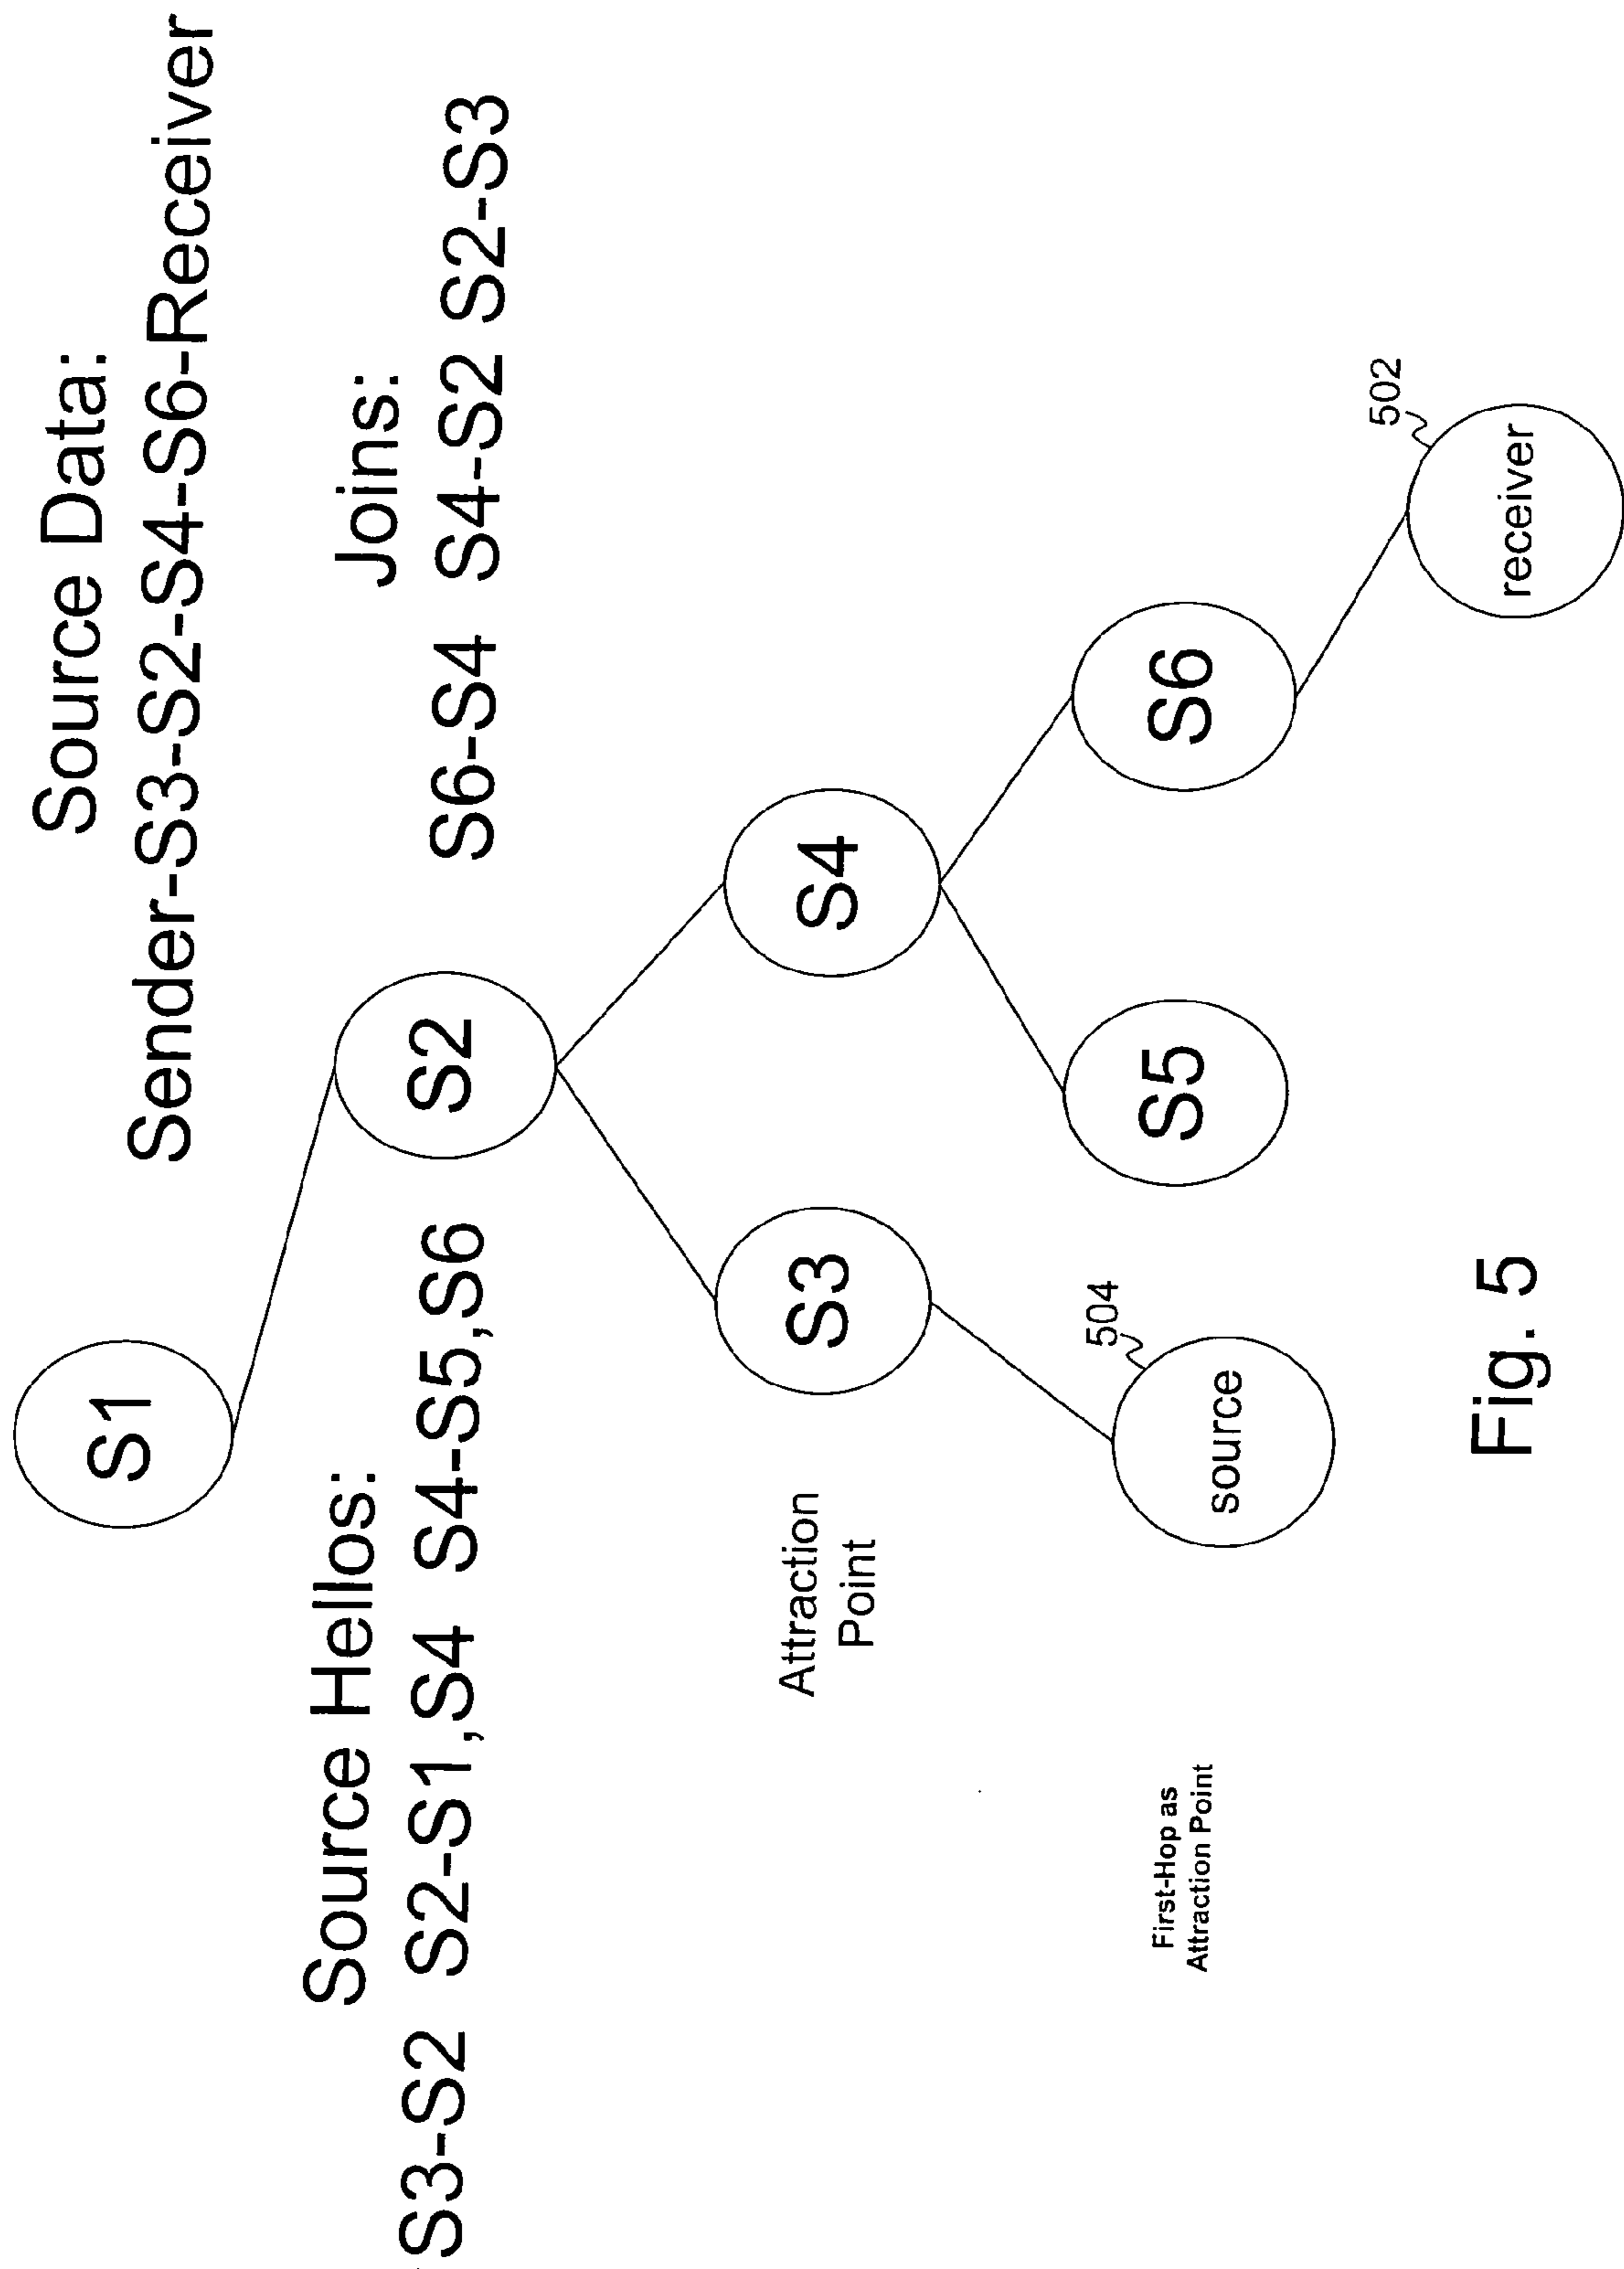 Source Data:
Sender-S3-S2-S4-S6-Receiver
S1
Source Hellos:
S3-S2 S2-S1,S4 S4-S5,S6
S2
Joins:
S6-S4 S4-S2 S2-S3
Attraction
Point
S3
S4
504
502
First-Hop as
Attraction Point
source
S5
S6
receiver
Fig. 5